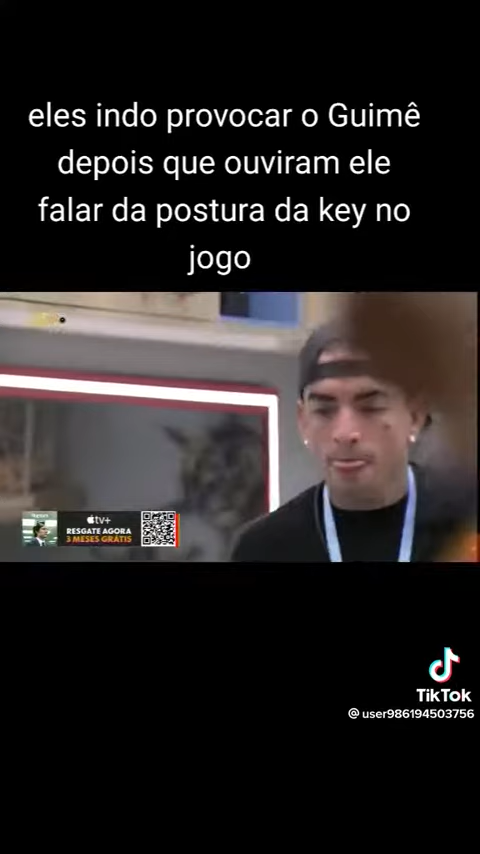 eles indo provocar o Guimê
depois que ouviram ele
falar da postura da key no
jogo
tv+
RESGATE AGORA
3 MESES GRÁTIS
TikTok
@user986194503756